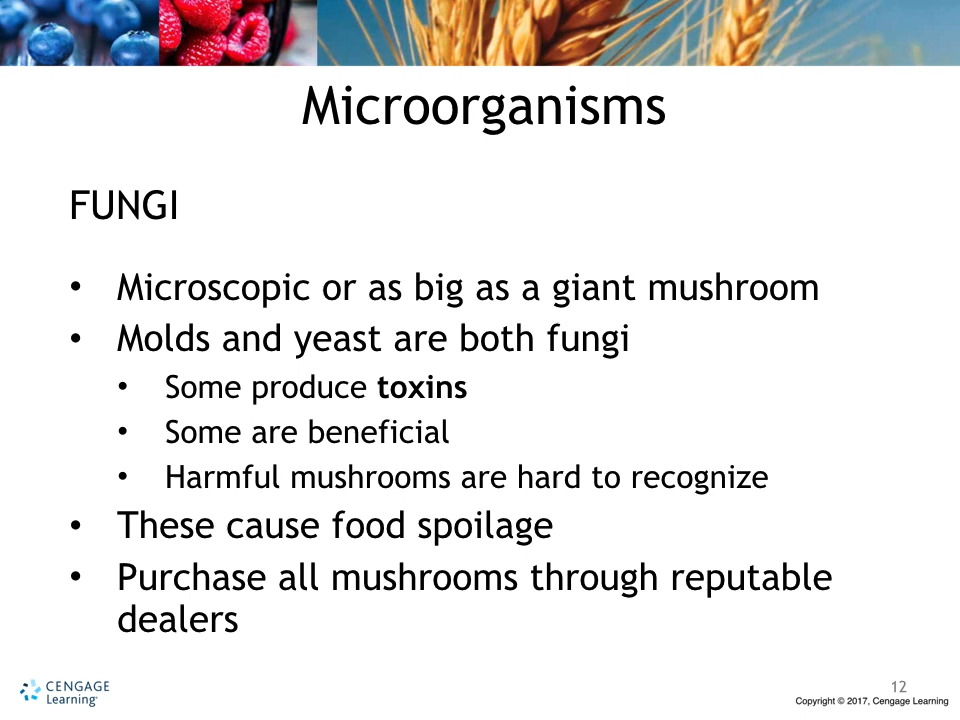 Microorganisms
FUNGI
• Microscopic or as big as a giant mushroom
• Molds and yeast are both fungi
• Some produce toxins
• Some are beneficial
• Harmful mushrooms are hard to recognize
• These cause food spoilage
• Purchase all mushrooms through reputable
dealers
CENGAGE
Learning
12
Copyright © 2017, Cengage Learning